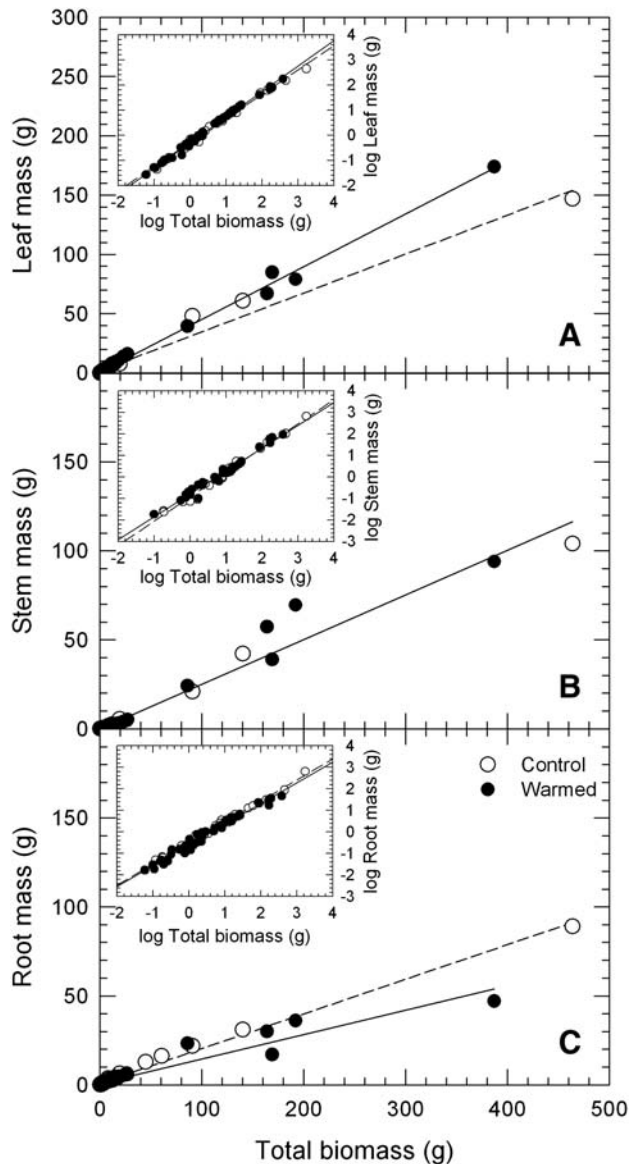 300
250
200
150
100
50
0
Leaf mass (g)
4
3
2
1
0
-1
-2
log Leaf mass (g)
-2 -1 0 1 2 3 4
log Total biomass (g)
A
150
100
50
0
Stem mass (g)
4
3
2
1
0
-1
-2
-3
log Stem mass (g)
-2 -1 0 1 2 3 4
log Total biomass (g)
B
150
100
50
0
Root mass (g)
4
3
2
1
0
-1
-2
-3
log Root mass (g)
-2 -1 0 1 2 3 4
log Total biomass (g)
Control
Warmed
C
0 100 200 300 400 500
Total biomass (g)